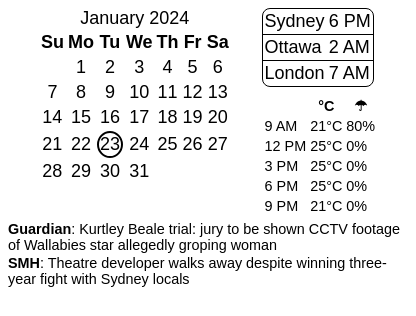 January 2024
Su Mo Tu We Th Fr Sa
1 2 3 4 5 6
7 8 9 10 11 12 13
14 15 16 17 18 19 20
21 22 23 24 25 26 27
28 29 30 31
Sydney 6 PM
Ottawa 2 AM
London 7 AM
°C ☂
9 AM 21°C 80%
12 PM 25°C 0%
3 PM 25°C 0%
6 PM 25°C 0%
9 PM 21°C 0%
Guardian: Kurtley Beale trial: jury to be shown CCTV footage
of Wallabies star allegedly groping woman
SMH: Theatre developer walks away despite winning three-
year fight with Sydney locals